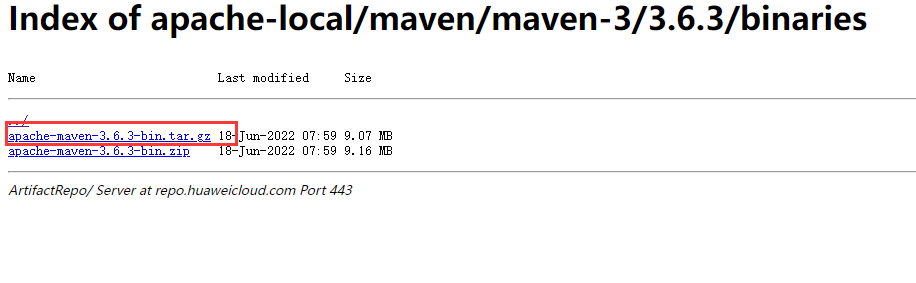 Index of apache-local/maven/maven-3/3.6.3/binaries
Name Last modified Size
../
apache-maven-3.6.3-bin.tar.gz 18-Jun-2022 07:59 9.07 MB
apache-maven-3.6.3-bin.zip 18-Jun-2022 07:59 9.16 MB
ArtifactRepo/ Server at repo.huaweicloud.com Port 443